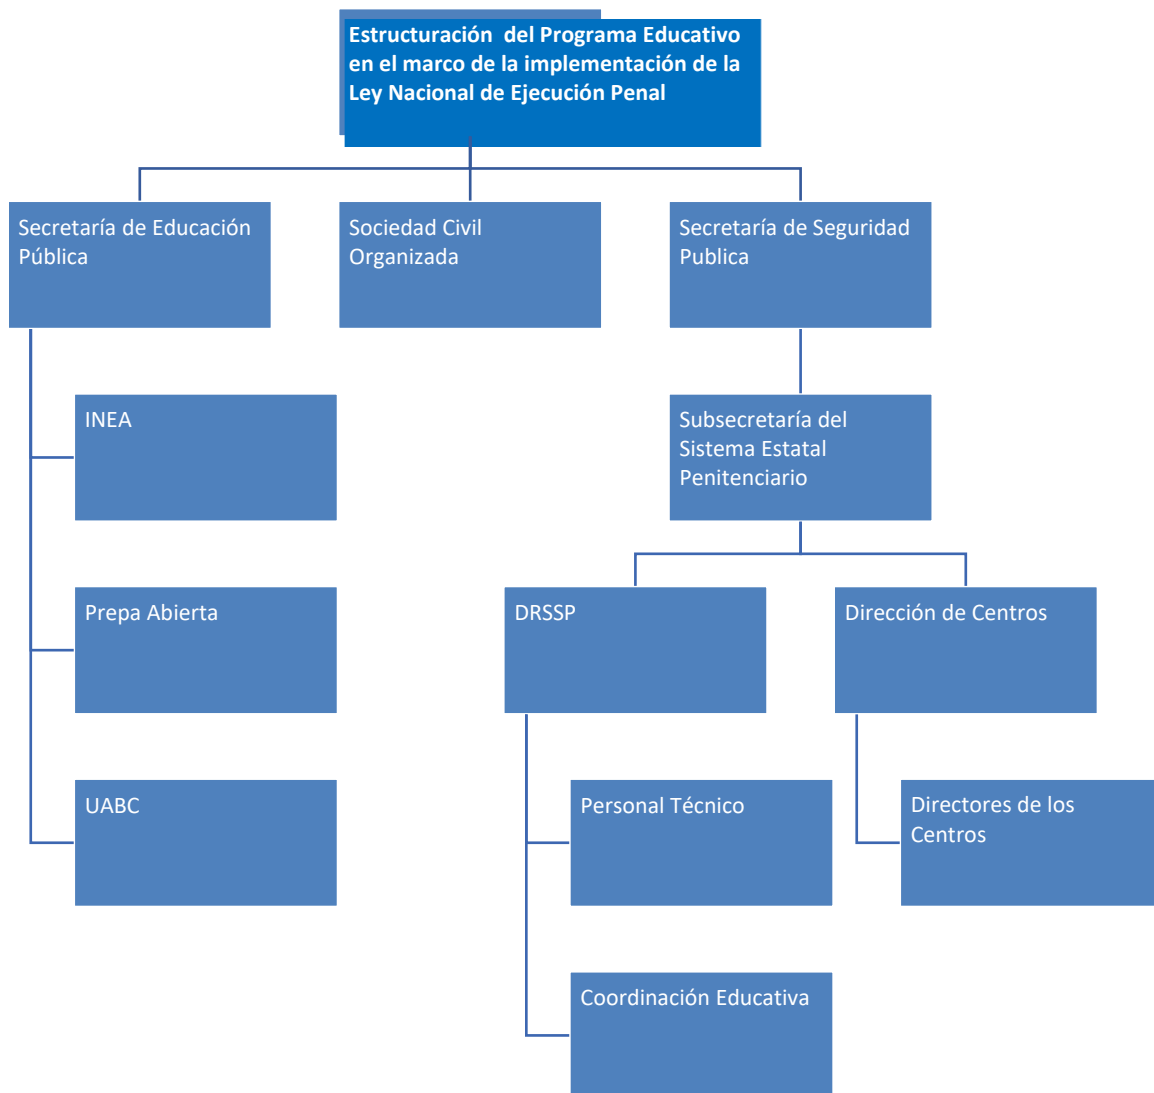 Estructuración  del Programa Educativo
en el marco de la implementación de la
Ley Nacional de Ejecución Penal
Secretaría de Educación
Pública
Sociedad Civil
Organizada
Secretaría de Seguridad
Publica
INEA
Subsecretaría del
Sistema Estatal
Penitenciario
Prepa Abierta
DRSSP
Dirección de Centros
UABC
Personal Técnico
Directores de los
Centros
Coordinación Educativa